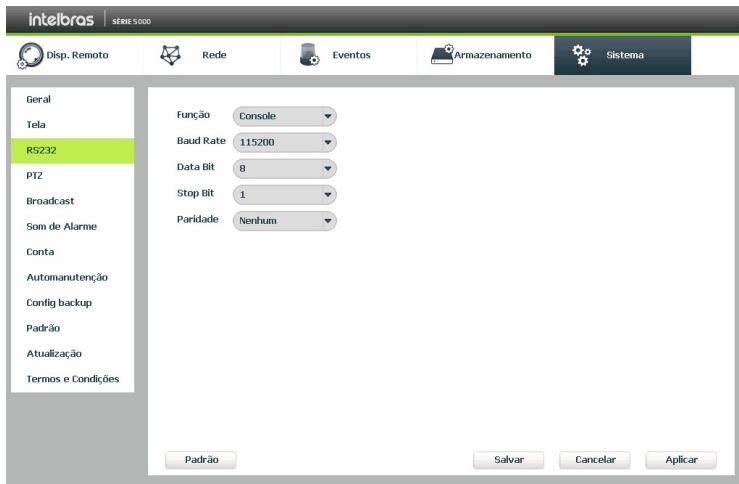 intelbras SÉRIE 5000
Disp. Remoto Rede Eventos Armazenamento Sistema
Geral
Tela
RS232
PTZ
Broadcast
Som de Alarme
Conta
Automanutenção
Config backup
Padrão
Atualização
Termos e Condições
Função Console
Baud Rate 115200
Data Bit 8
Stop Bit 1
Paridade Nenhum
Padrão Salvar Cancelar Aplicar